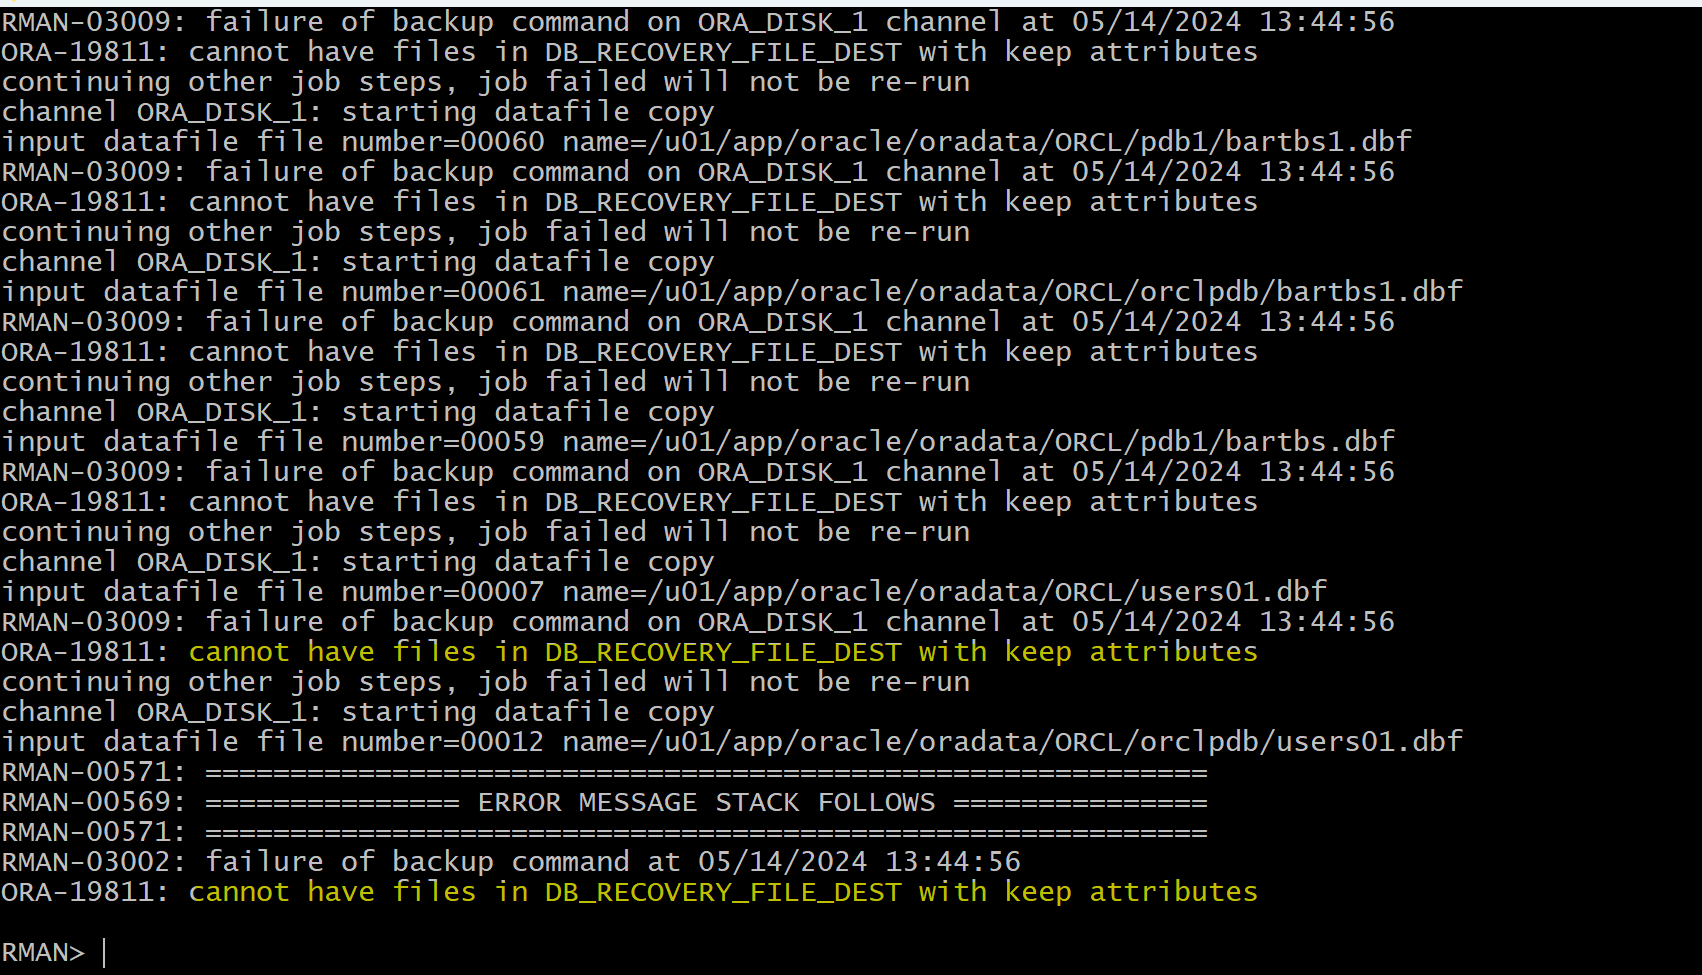 RMAN-03009: failure of backup command on ORA_DISK_1 channel at 05/14/2024 13:44:56
ORA-19811: cannot have files in DB_RECOVERY_FILE_DEST with keep attributes
continuing other job steps, job failed will not be re-run
channel ORA_DISK_1: starting datafile copy
input datafile file number=00060 name=/u01/app/oracle/oradata/ORCL/pdb1/bartbs1.dbf
RMAN-03009: failure of backup command on ORA_DISK_1 channel at 05/14/2024 13:44:56
ORA-19811: cannot have files in DB_RECOVERY_FILE_DEST with keep attributes
continuing other job steps, job failed will not be re-run
channel ORA_DISK_1: starting datafile copy
input datafile file number=00061 name=/u01/app/oracle/oradata/ORCL/orclpdb/bartbs1.dbf
RMAN-03009: failure of backup command on ORA_DISK_1 channel at 05/14/2024 13:44:56
ORA-19811: cannot have files in DB_RECOVERY_FILE_DEST with keep attributes
continuing other job steps, job failed will not be re-run
channel ORA_DISK_1: starting datafile copy
input datafile file number=00059 name=/u01/app/oracle/oradata/ORCL/pdb1/bartbs.dbf
RMAN-03009: failure of backup command on ORA_DISK_1 channel at 05/14/2024 13:44:56
ORA-19811: cannot have files in DB_RECOVERY_FILE_DEST with keep attributes
continuing other job steps, job failed will not be re-run
channel ORA_DISK_1: starting datafile copy
input datafile file number=00007 name=/u01/app/oracle/oradata/ORCL/users01.dbf
RMAN-03009: failure of backup command on ORA_DISK_1 channel at 05/14/2024 13:44:56
ORA-19811: cannot have files in DB_RECOVERY_FILE_DEST with keep attributes
continuing other job steps, job failed will not be re-run
channel ORA_DISK_1: starting datafile copy
input datafile file number=00012 name=/u01/app/oracle/oradata/ORCL/orclpdb/users01.dbf
RMAN-00571: ===========================================================
RMAN-00569: =============== ERROR MESSAGE STACK FOLLOWS ===============
RMAN-00571: ===========================================================
RMAN-03002: failure of backup command at 05/14/2024 13:44:56
ORA-19811: cannot have files in DB_RECOVERY_FILE_DEST with keep attributes
RMAN>